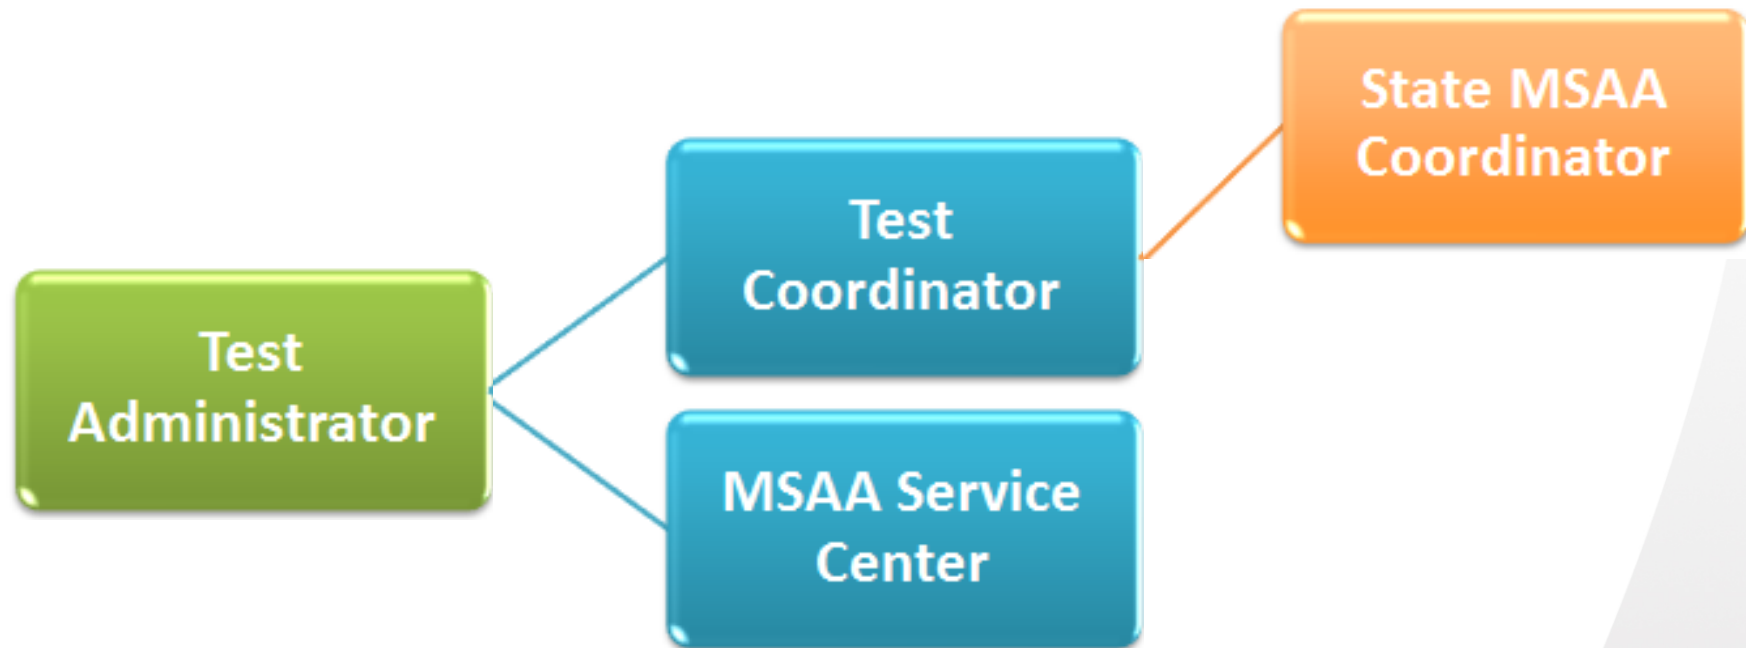 Test
Administrator
Test
Coordinator
MSAA Service
Center
State MSAA
Coordinator